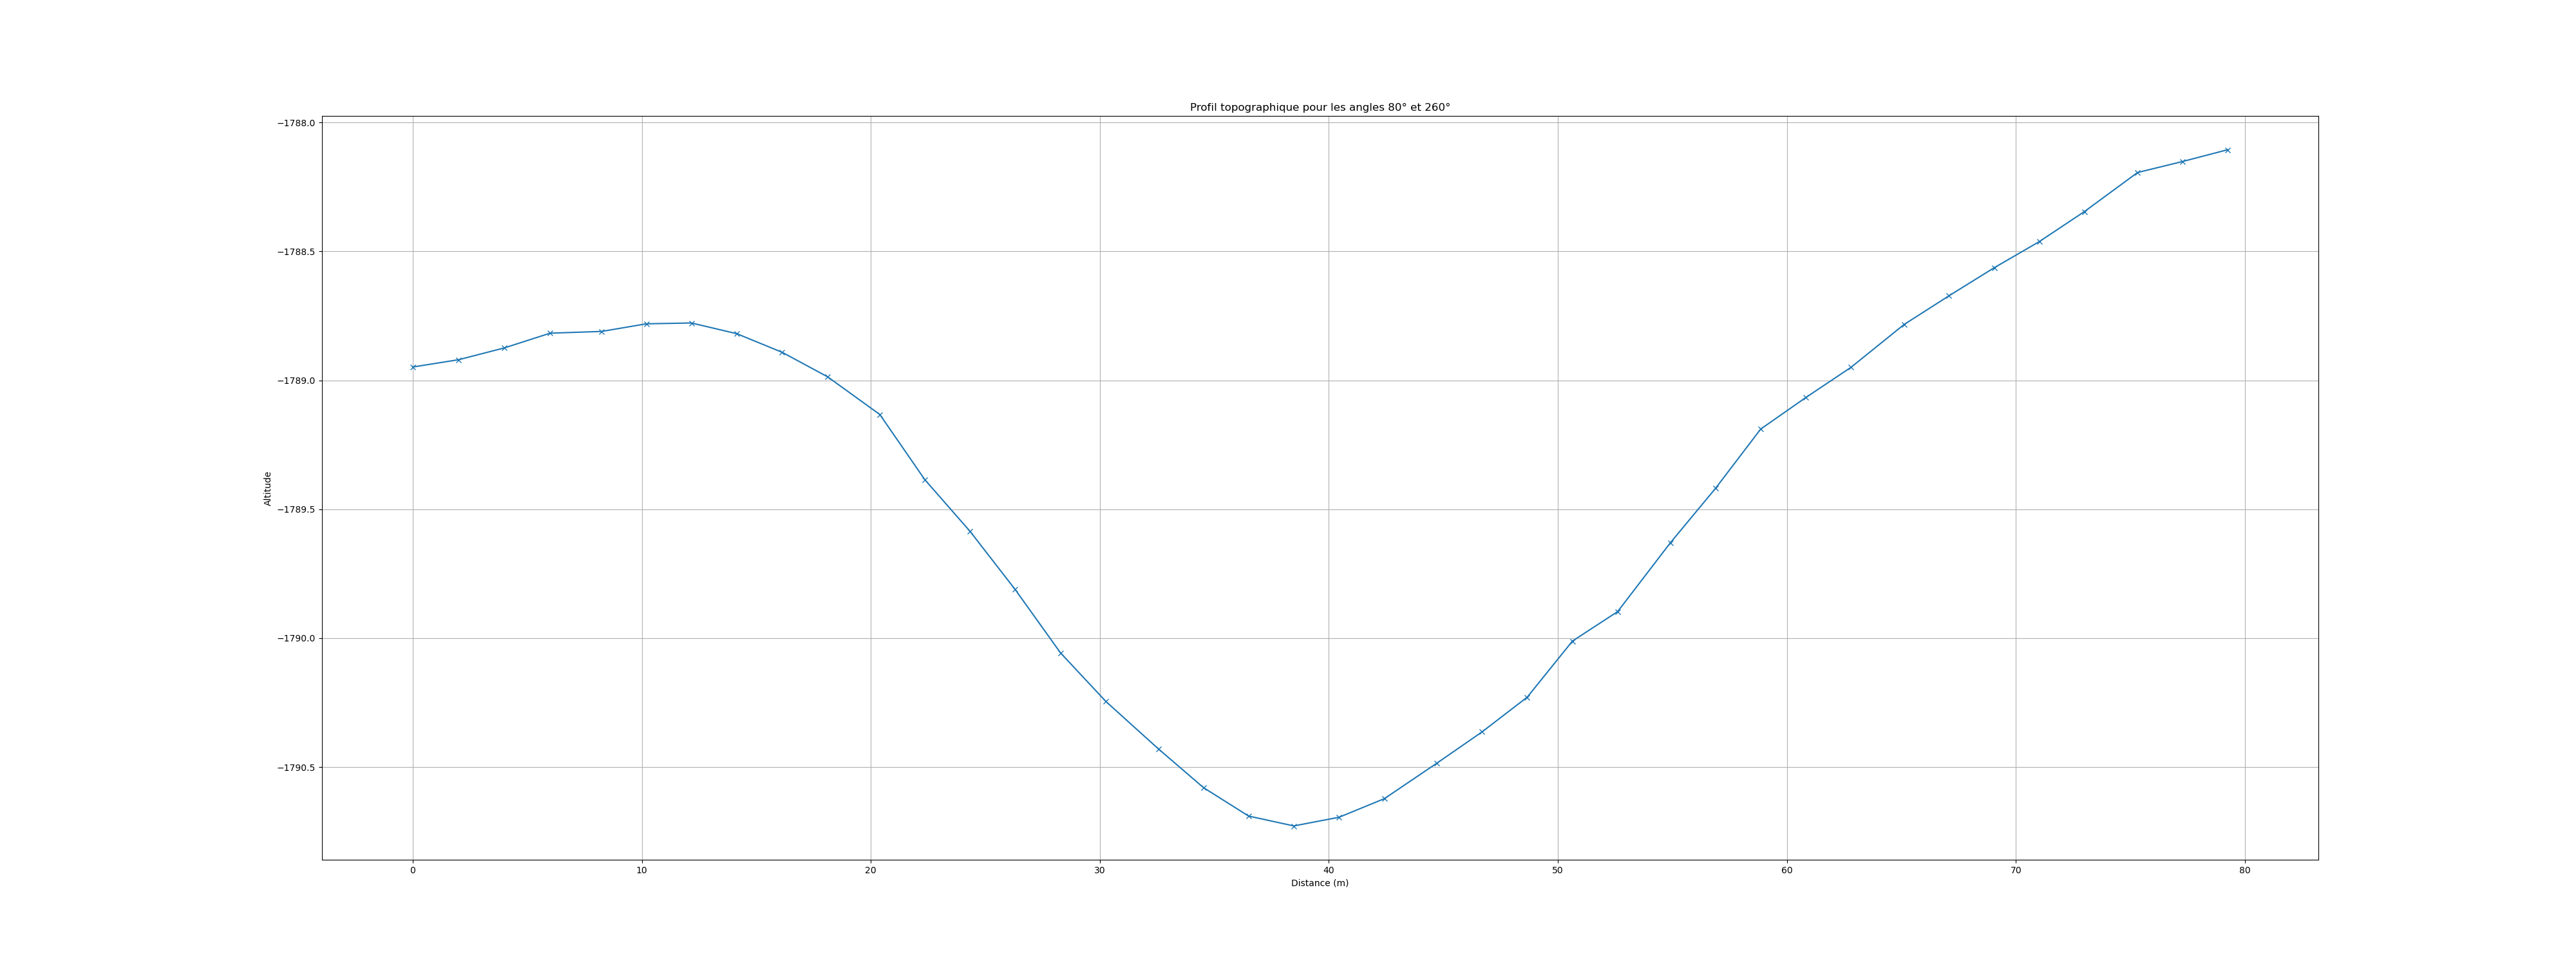 Profil topographique pour les angles 80° et 260°
−1788.0
−1788.5
−1789.0
−1789.5
−1790.0
−1790.5
Altitude
0 10 20 30 40 50 60 70 80
Distance (m)